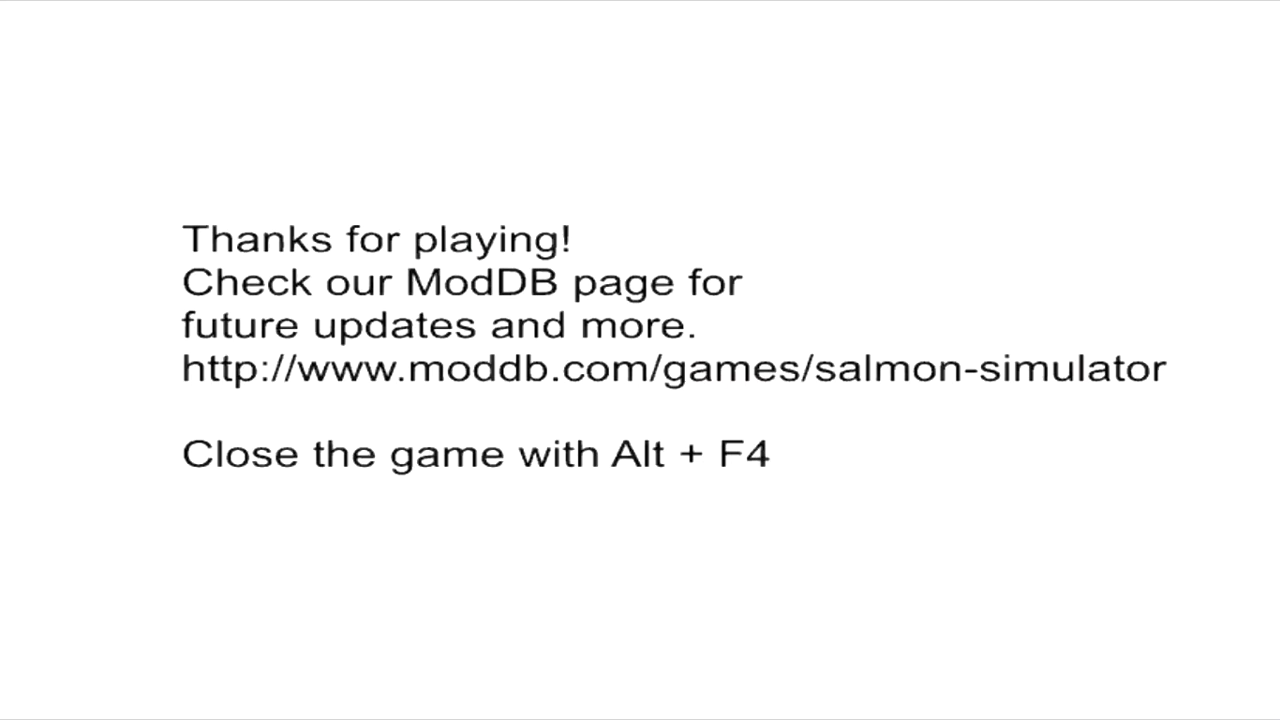 Thanks for playing!
Check our ModDB page for
future updates and more.
http://www.moddb.com/games/salmon-simulator
Close the game with Alt + F4